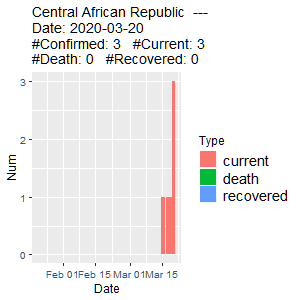 Central African Republic  ---
Date: 2020-03-20
#Confirmed: 3   #Current: 3
#Death: 0   #Recovered: 0
3
2
1
0
Num
Feb 01 Feb 15 Mar 01 Mar 15
Date
Type
current
death
recovered